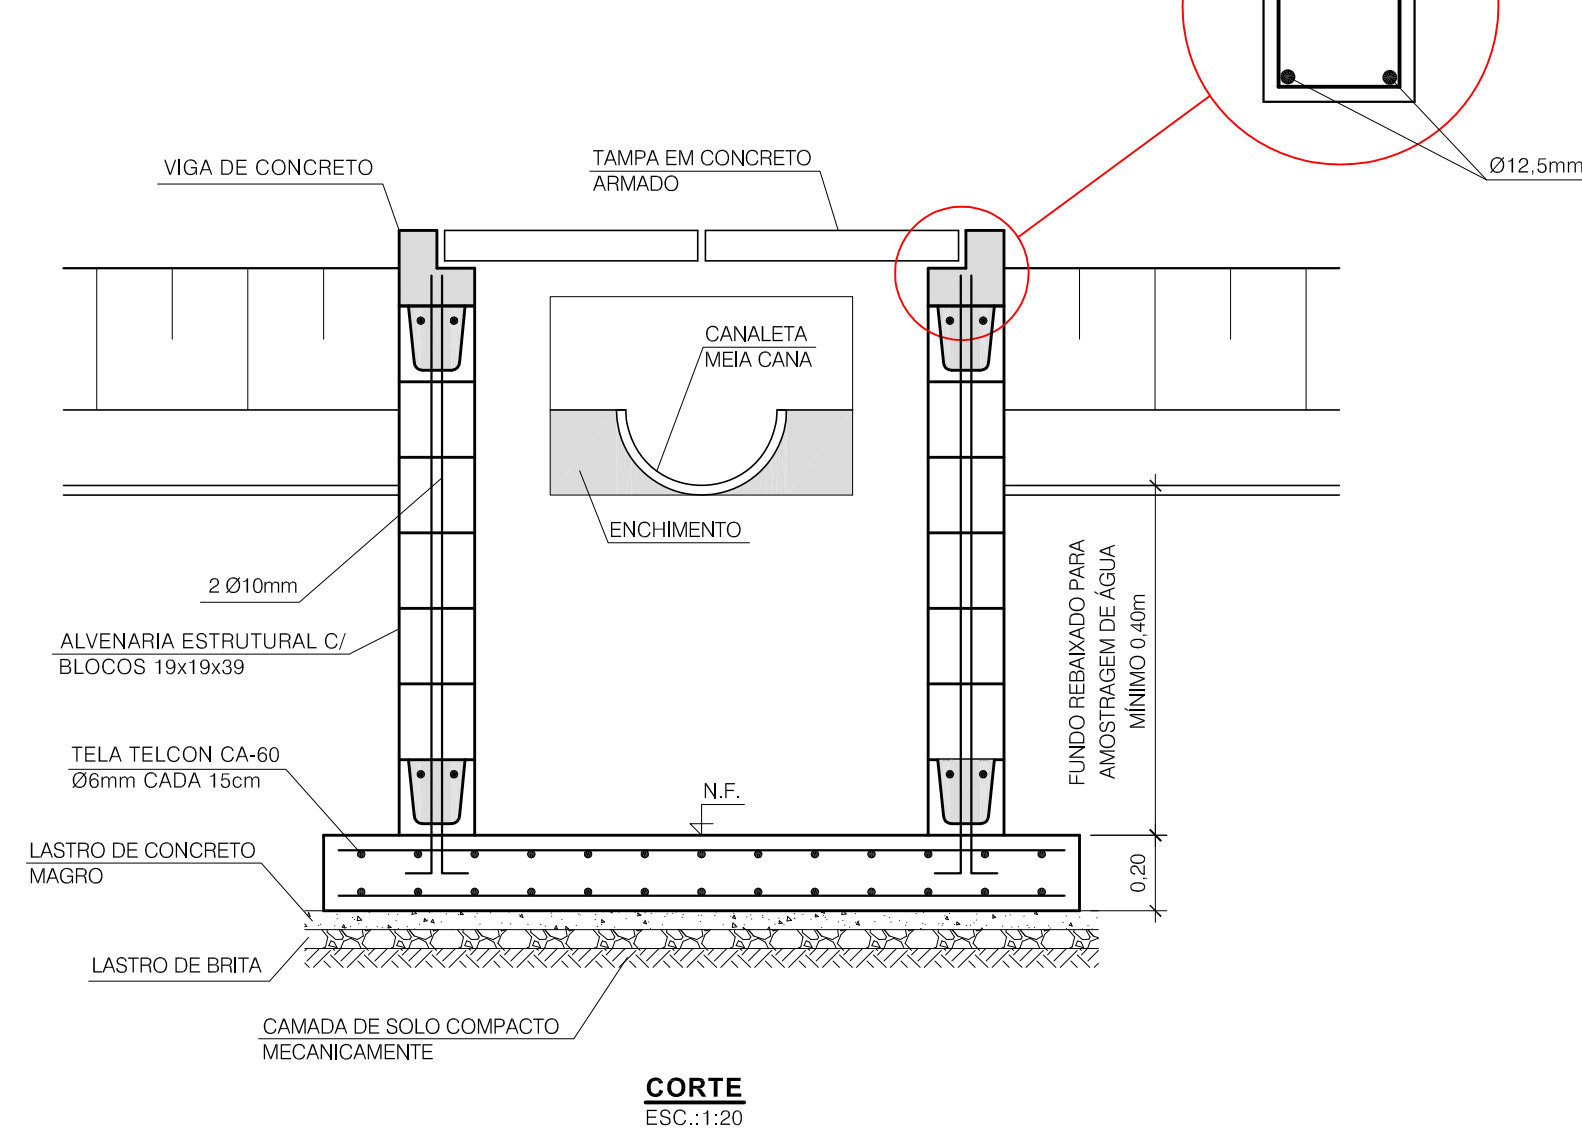 Ø12,5mm
VIGA DE CONCRETO
TAMPA EM CONCRETO
ARMADO
CANALETA
MEIA CANA
ENCHIMENTO
2 Ø10mm
ALVENARIA ESTRUTURAL C/
BLOCOS 19x19x39
FUNDO REBAIXADO PARA
AMOSTRAGEM DE ÁGUA
MÍNIMO 0,40m
TELA TELCON CA-60
Ø6mm CADA 15cm
N.F.
LASTRO DE CONCRETO
MAGRO
0,20
LASTRO DE BRITA
CAMADA DE SOLO COMPACTO
MECANICAMENTE
CORTE
ESC.:1:20